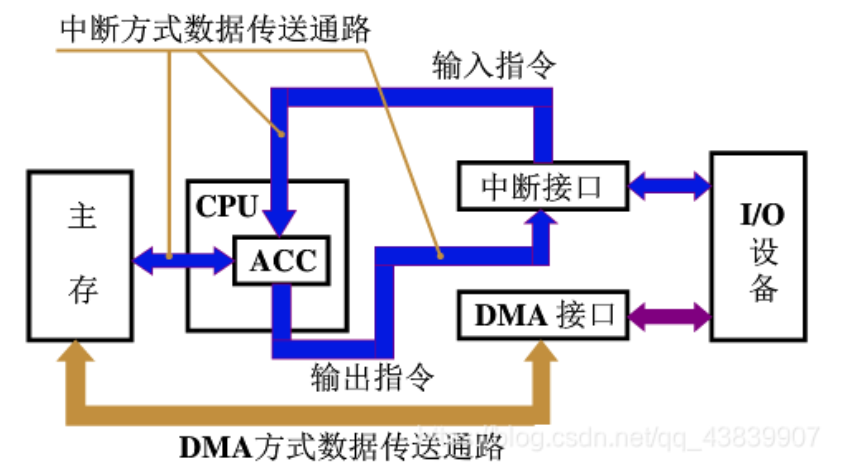 中断方式数据传送通路
输入指令
主存
CPU
ACC
中断接口
I/O设备
DMA 接口
输出指令
DMA方式数据传送通路
https://blog.csdn.net/qq_43839907